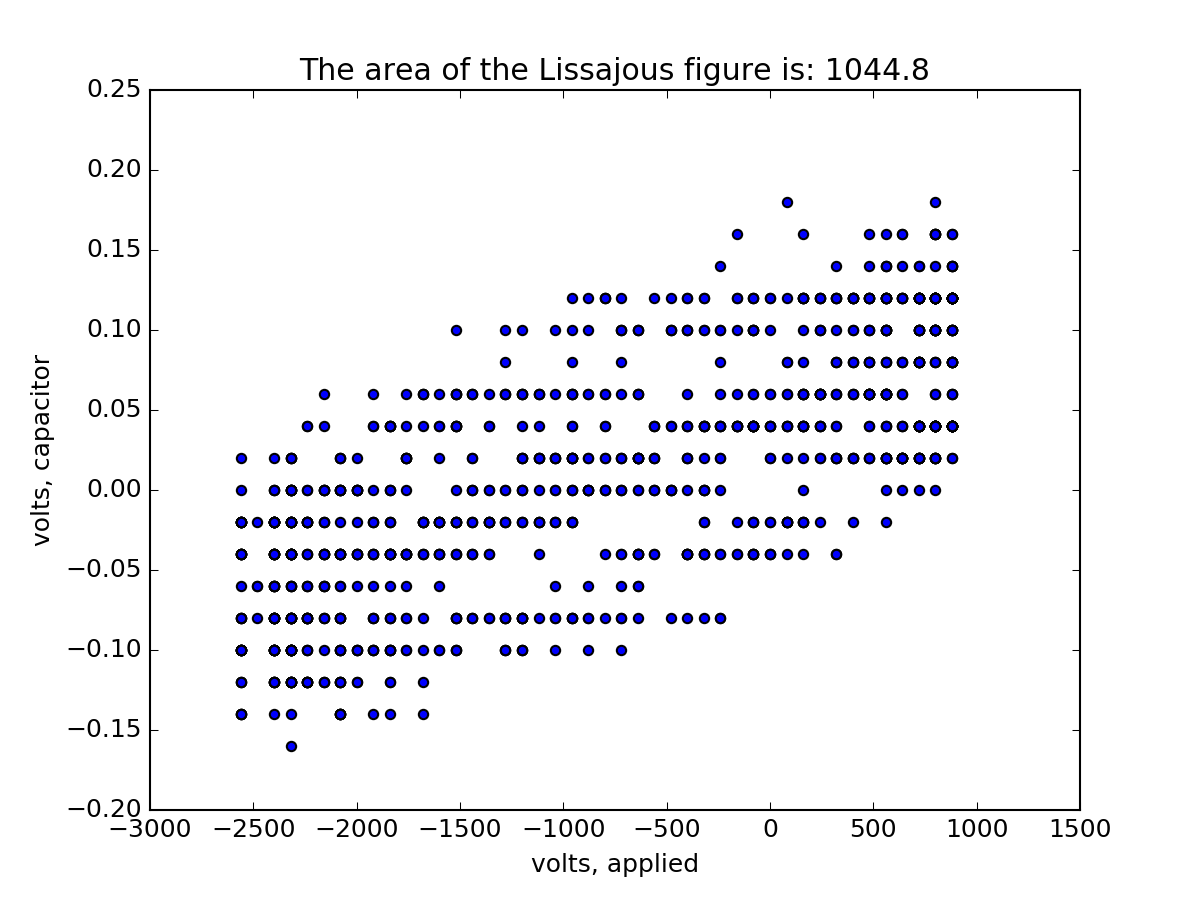 The area of the Lissajous figure is: 1044.8
0.25
0.20
0.15
0.10
0.05
0.00
−0.05
−0.10
−0.15
−0.20
volts, capacitor
−3000 −2500 −2000 −1500 −1000 −500 0 500 1000 1500
volts, applied